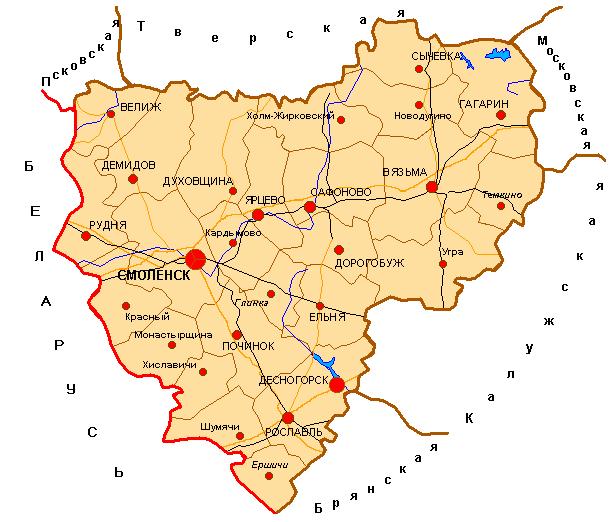 Псковская
Тверская
Московская
СЫЧЕВКА
ВЕЛИЖ
Холм-Жирковский
Новодугино
ГАГАРИН
ДЕМИДОВ
ДУХОВЩИНА
ВЯЗЬМА
ЯРЦЕВО
САФОНОВО
Темкино
РУДНЯ
Кардымово
СМОЛЕНСК
ДОРОГОБУЖ
Угра
Глинка
Красный
ЕЛЬНЯ
Монастырщина
ПОЧИНОК
Хиславичи
ДЕСНОГОРСК
Шумячи
РОСЛАВЛЬ
Ершичи
БЕЛАРУСЬ
Калужская
Брянская